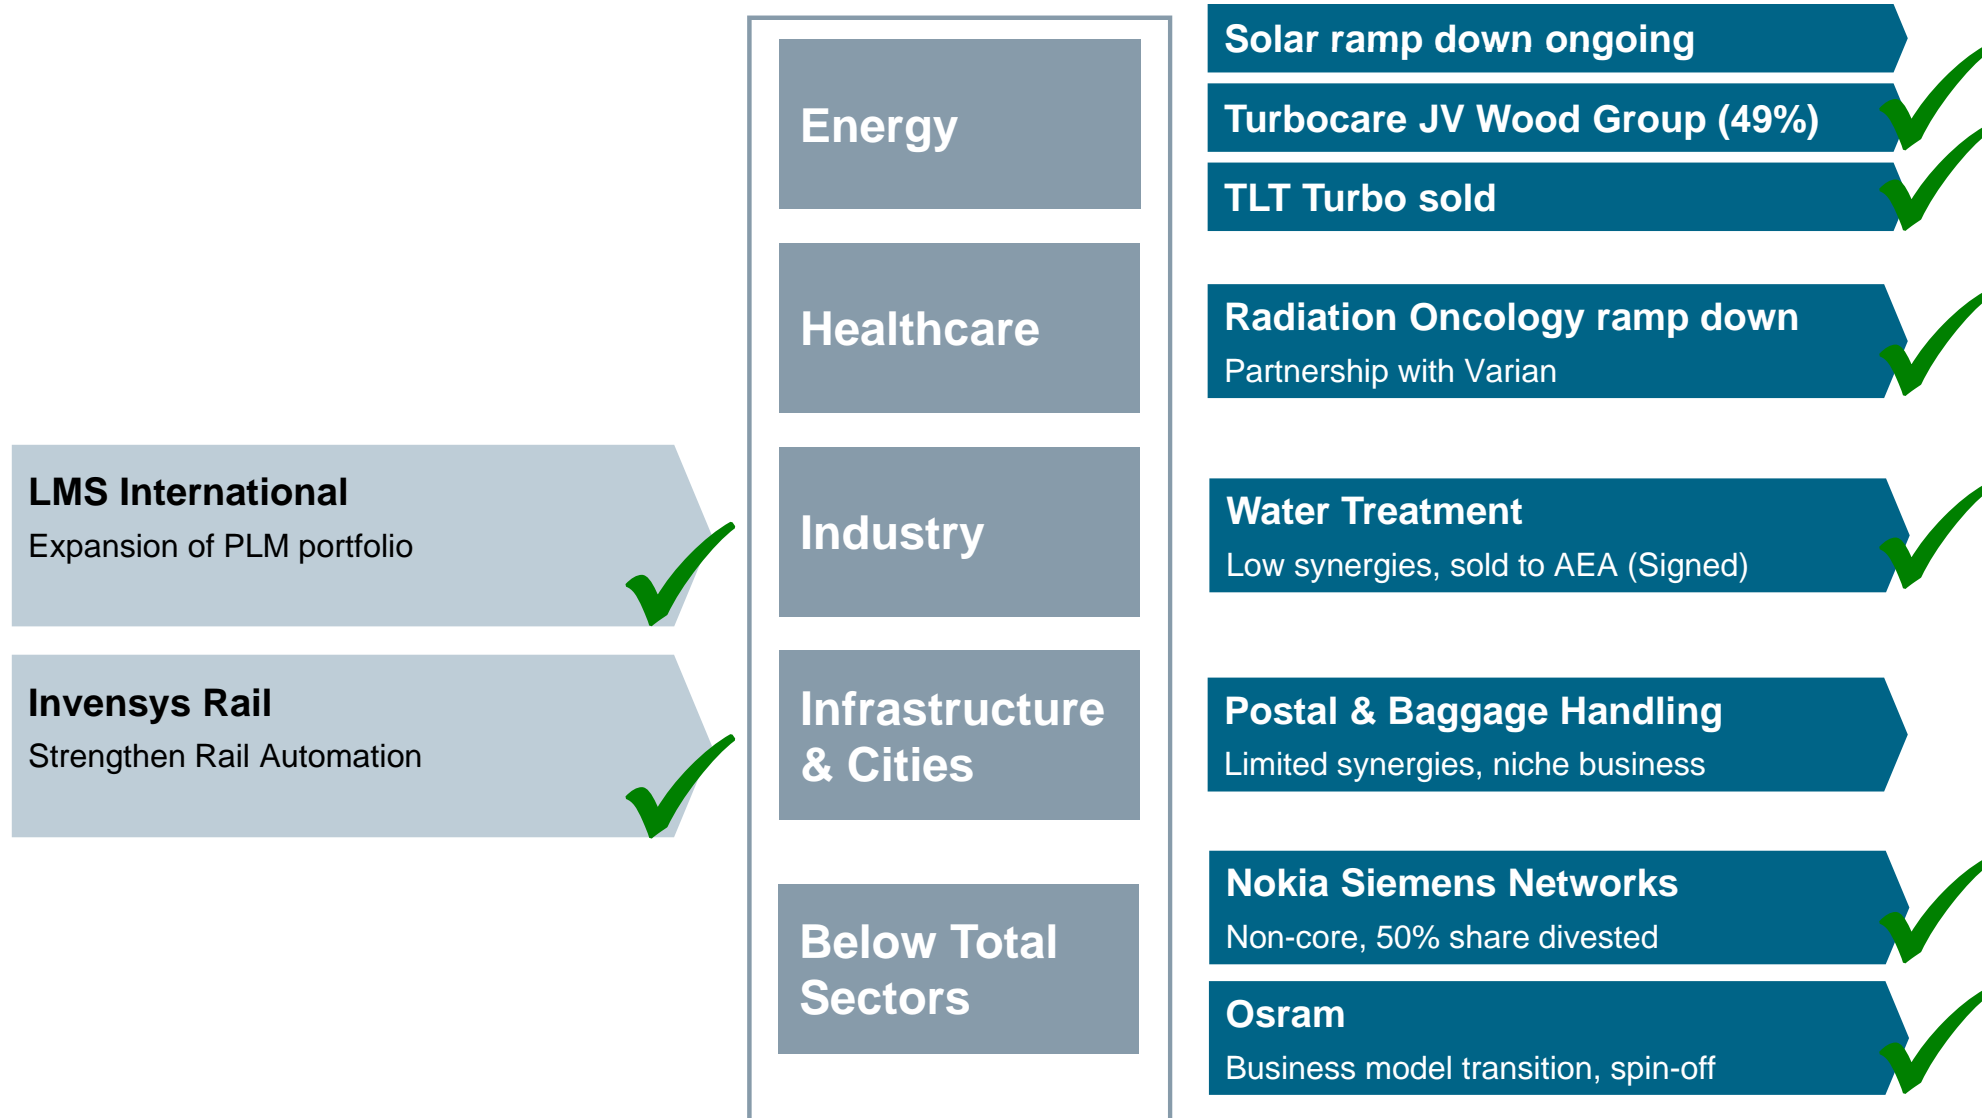 LMS International
Expansion of PLM portfolio
Invensys Rail
Strengthen Rail Automation
Energy
Healthcare
Industry
Infrastructure
& Cities
Below Total
Sectors
Solar ramp down ongoing
Turbocare JV Wood Group (49%)
TLT Turbo sold
Radiation Oncology ramp down
Partnership with Varian
Water Treatment
Low synergies, sold to AEA (Signed)
Postal & Baggage Handling
Limited synergies, niche business
Nokia Siemens Networks
Non-core, 50% share divested
Osram
Business model transition, spin-off